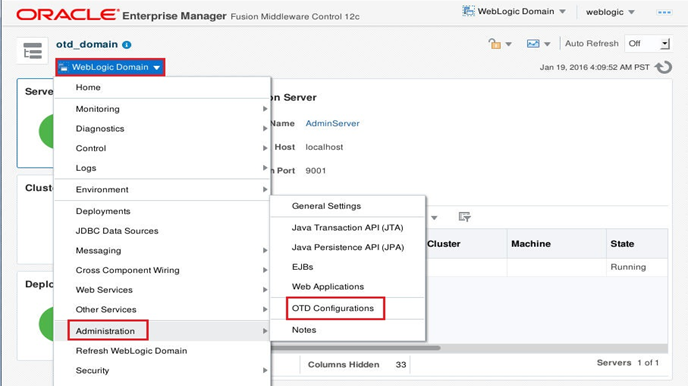 ORACLE Enterprise Manager Fusion Middleware Control 12c
WebLogic Domain
weblogic
otd_domain
Auto Refresh Off
WebLogic Domain
Jan 19, 2016 4:09:52 AM PST
Home
Monitoring
Diagnostics
Control
Logs
Environment
Deployments
JDBC Data Sources
Messaging
Cross Component Wiring
Web Services
Other Services
Administration
Refresh WebLogic Domain
Security
General Settings
Java Transaction API (JTA)
Java Persistence API (JPA)
EJBs
Web Applications
OTD Configurations
Notes
Serve
Cluster
Deplo
on Server
Name AdminServer
Host localhost
n Port 9001
Cluster Machine State
Running
Columns Hidden 33
Servers 1 of 1